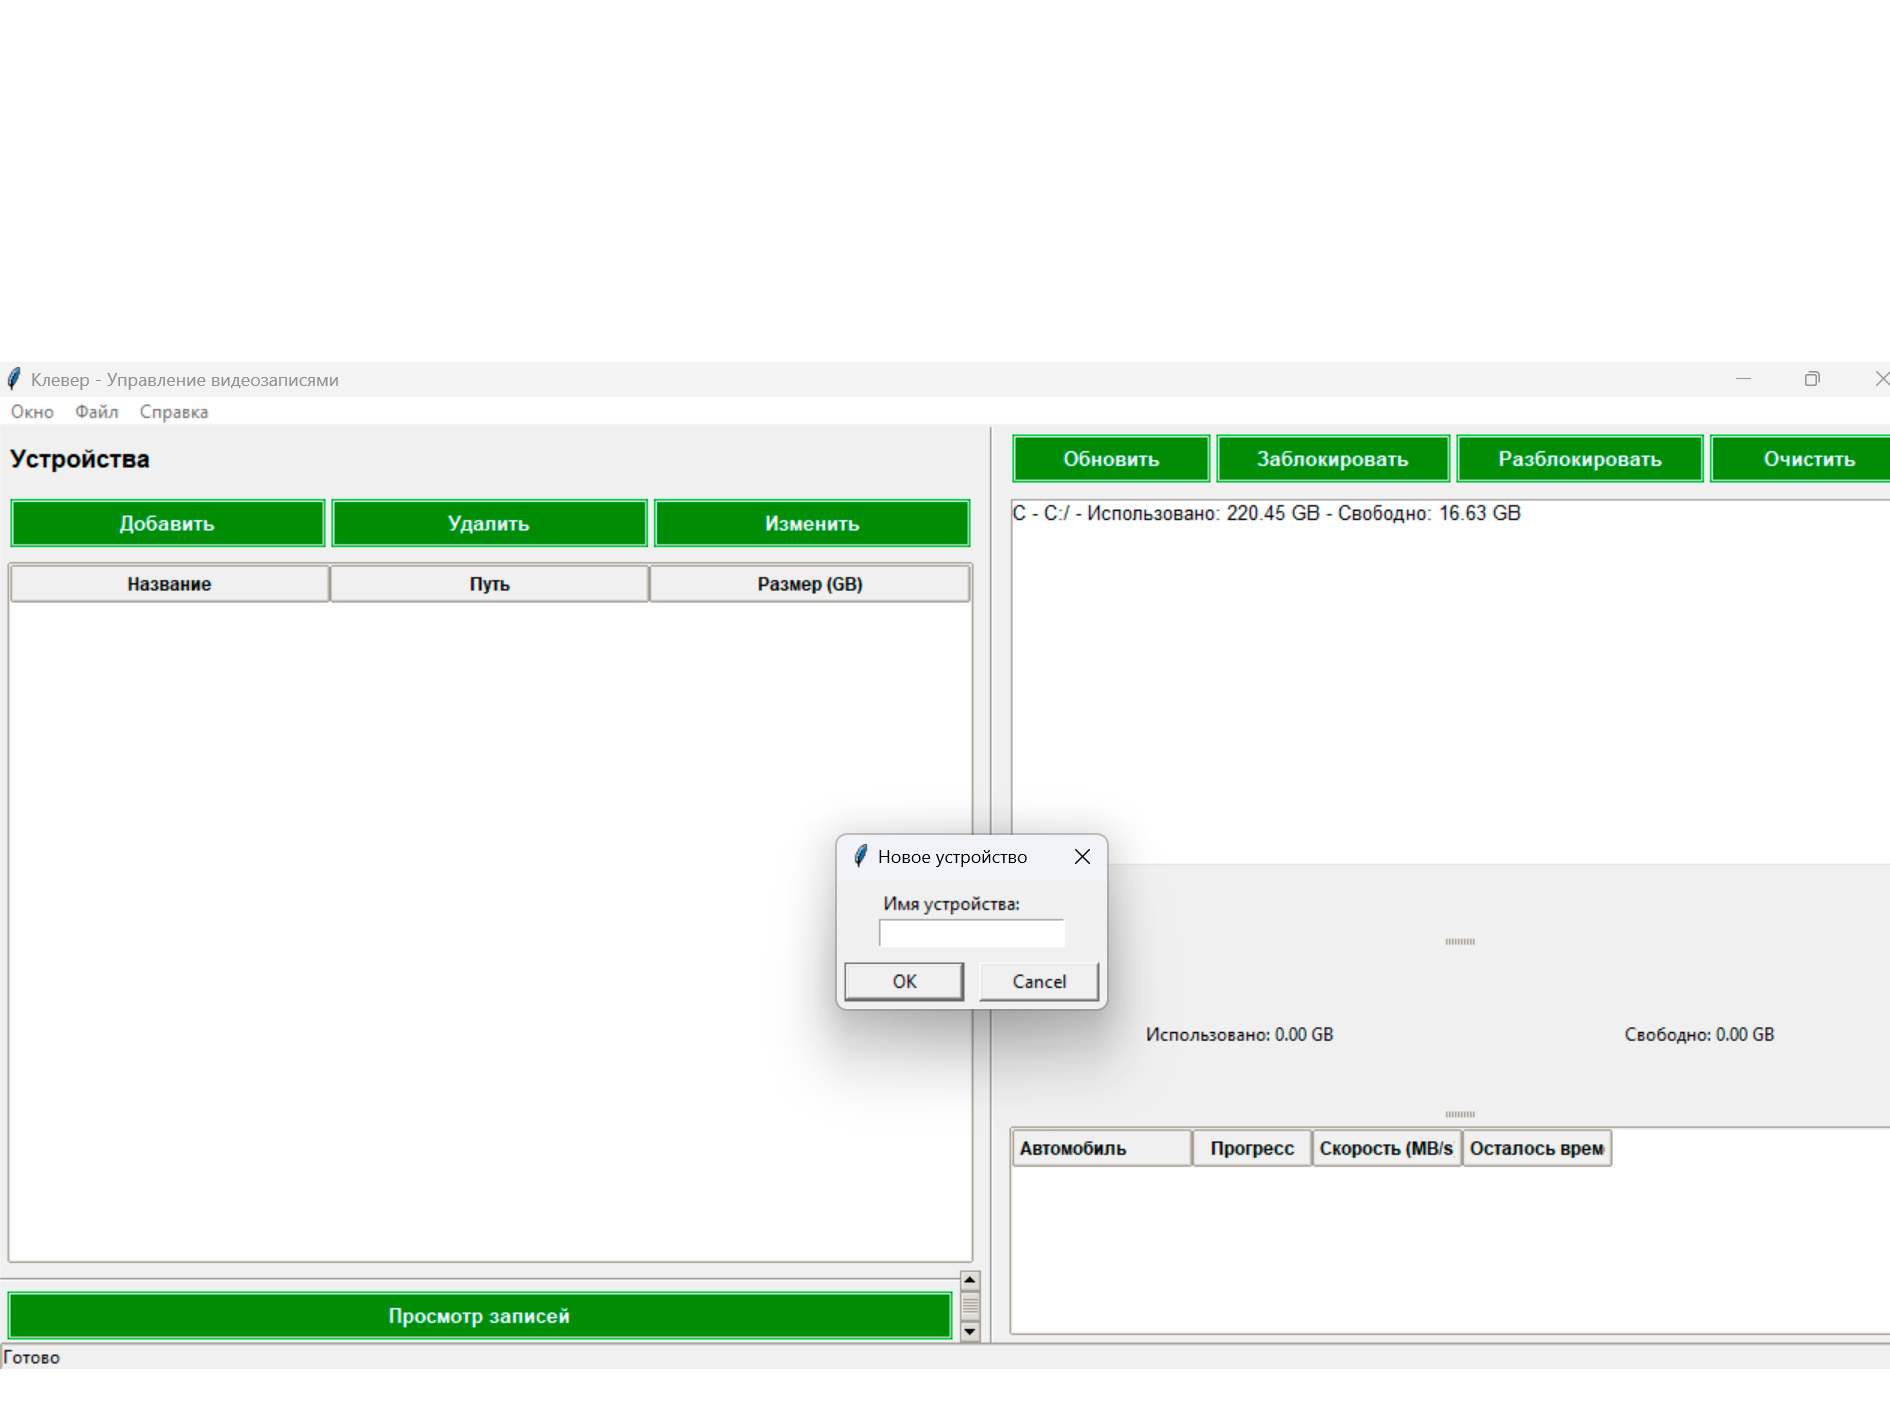 Клевер - Управление видеозаписями
Окно Файл Справка
Устройства
Добавить Удалить Изменить
Название Путь Размер (GB)
Обновить Заблокировать Разблокировать Очистить
C - C:/ - Использовано: 220.45 GB - Свободно: 16.63 GB
Новое устройство
Имя устройства:
OK Cancel
Использовано: 0.00 GB Свободно: 0.00 GB
Автомобиль Прогресс Скорость (MB/s Осталось врем
Просмотр записей
Готово